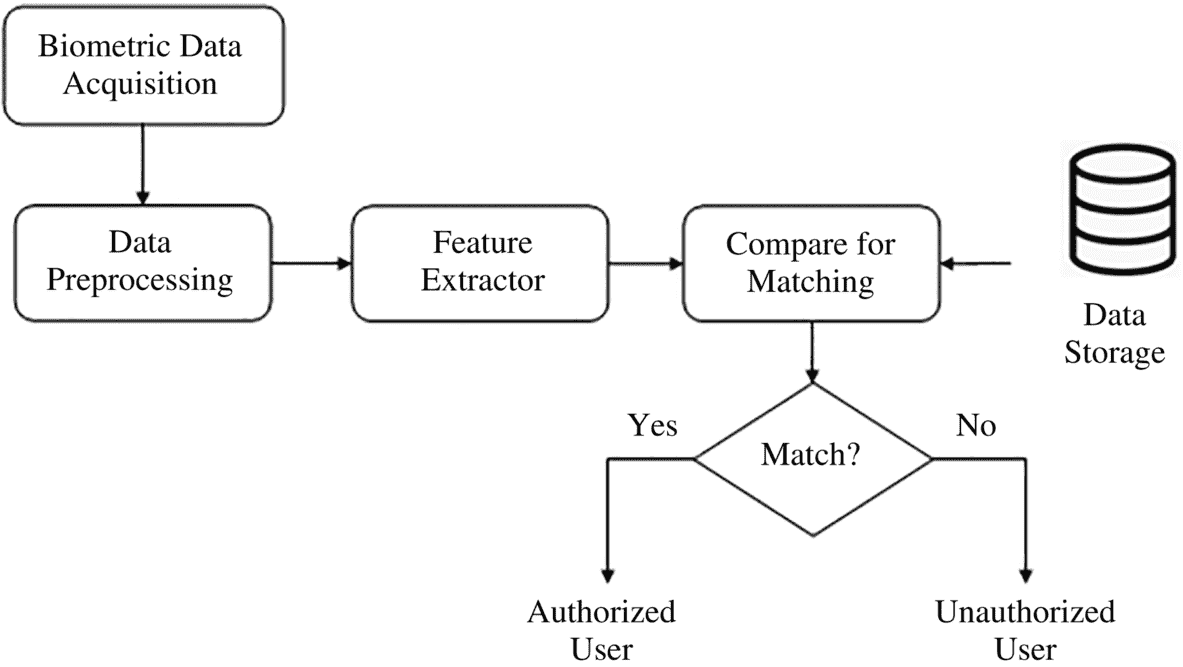 Biometric Data
Acquisition
Data
Preprocessing
Feature
Extractor
Compare for
Matching
Data
Storage
Yes
Match?
No
Authorized
User
Unauthorized
User